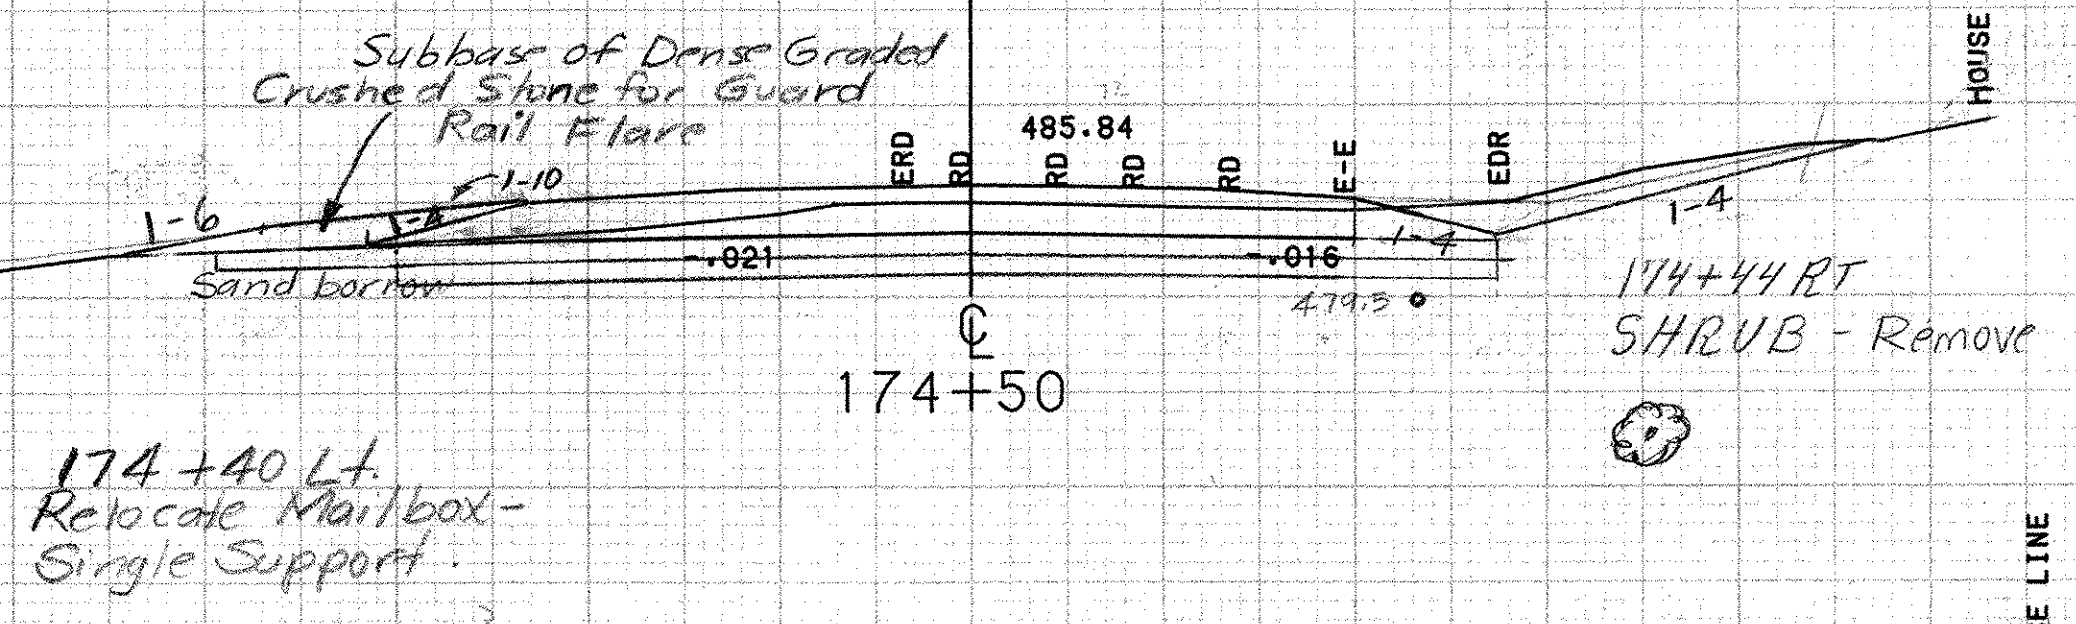 Subbase of Dense Graded
Crushed Stone for Guard
Rail Flare
HOUSE
485.84
ERD
RD
RD
RD
RD
E-E
EDR
1-10
1-6
1-4
1-4
1-4
-.021
-.016
Sand borrow
479.3
174+44 RT
SHRUB - Remove
CL
174+50
174+40 Lt.
Relocate Mailbox-
Single Support.
LINE